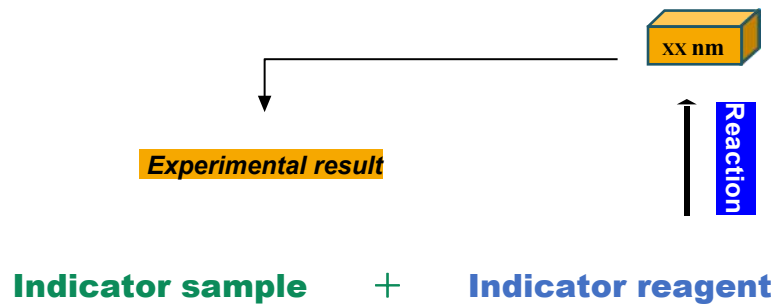 xx nm
Reaction
Experimental result
Indicator sample + Indicator reagent